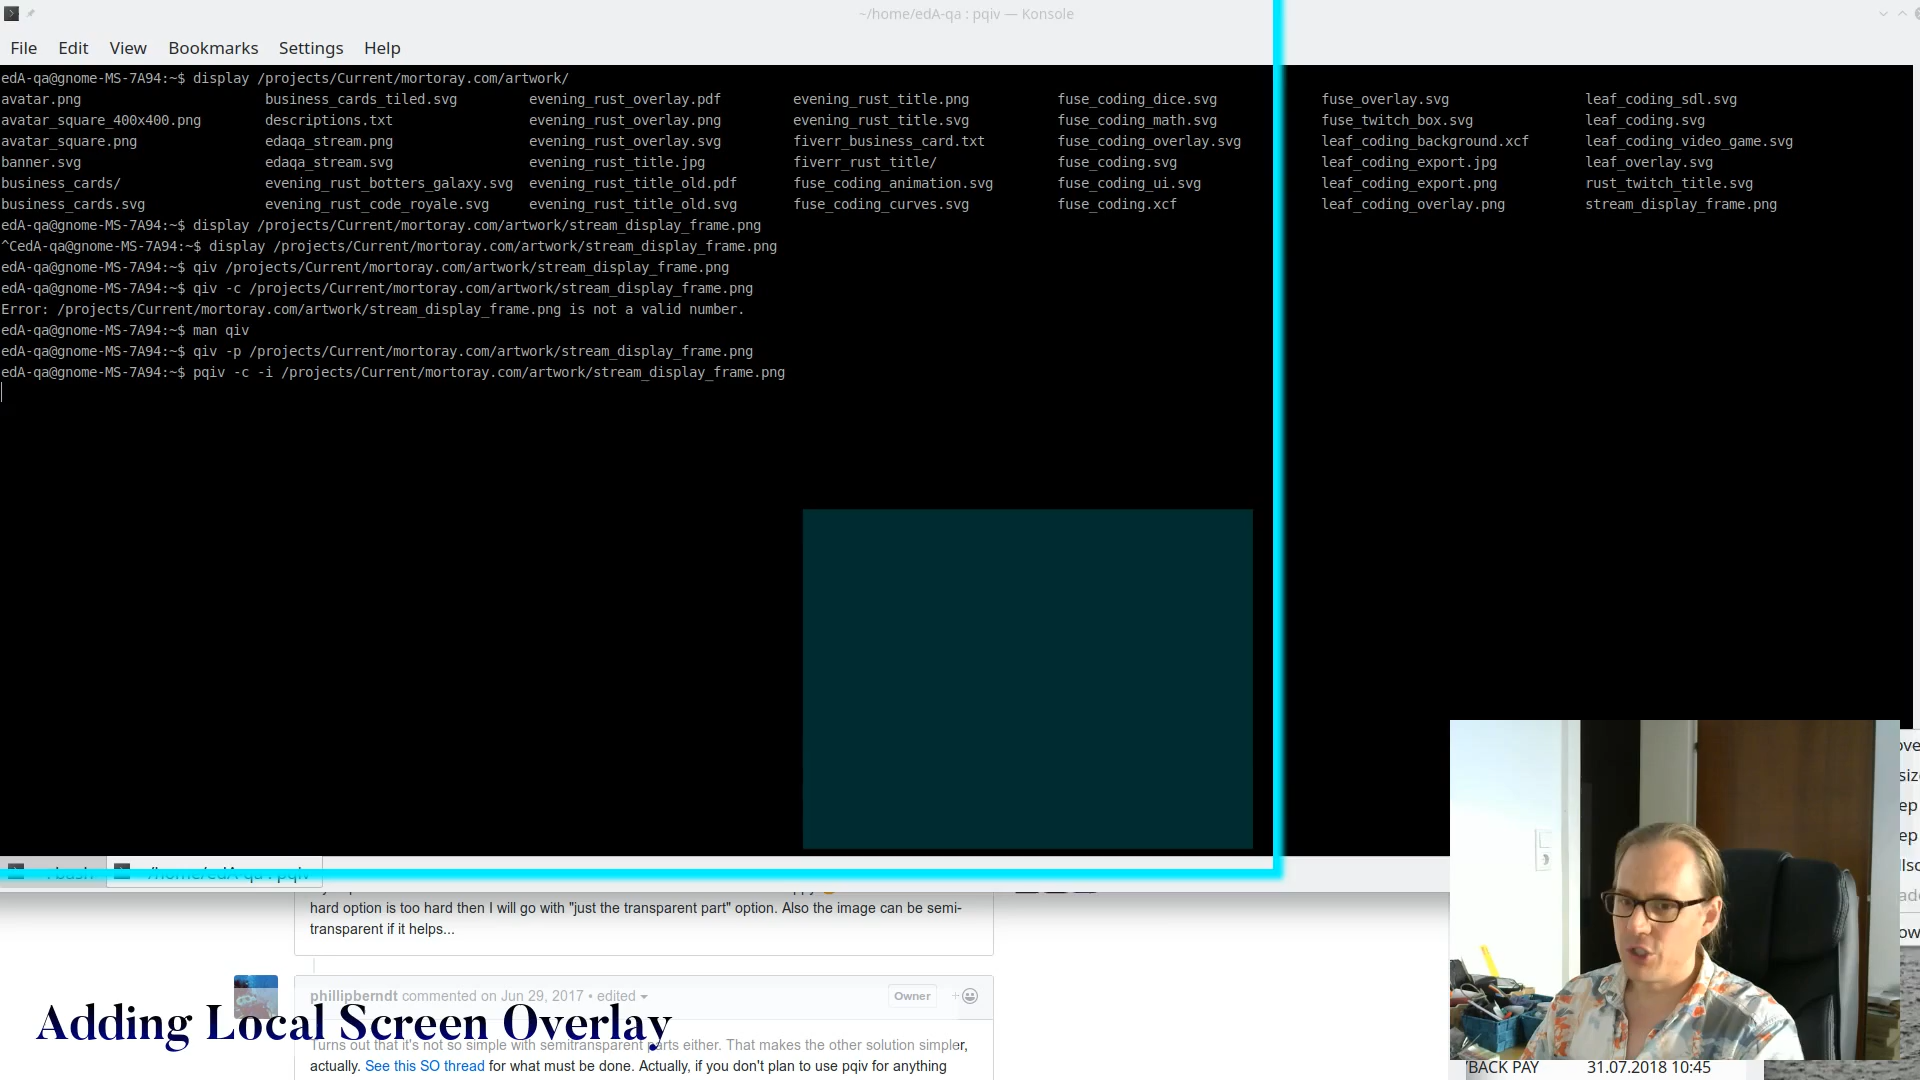 ~/home/edA-qa : pqiv — Konsole
File Edit View Bookmarks Settings Help
edA-qa@gnome-MS-7A94:~$ display /projects/Current/mortoray.com/artwork/
avatar.png business_cards_tiled.svg evening_rust_overlay.pdf evening_rust_title.png fuse_coding_dice.svg fuse_overlay.svg leaf_coding_sdl.svg
avatar_square_400x400.png descriptions.txt evening_rust_overlay.png evening_rust_title.svg fuse_coding_math.svg fuse_twitch_box.svg leaf_coding.svg
avatar_square.png edaqa_stream.png evening_rust_overlay.svg fiverr_business_card.txt fuse_coding_overlay.svg leaf_coding_background.xcf leaf_coding_video_game.svg
banner.svg edaqa_stream.svg evening_rust_title.jpg fiverr_rust_title/ fuse_coding.svg leaf_coding_export.jpg leaf_overlay.svg
business_cards/ evening_rust_botters_galaxy.svg evening_rust_title_old.pdf fuse_coding_animation.svg fuse_coding_ui.svg leaf_coding_export.png rust_twitch_title.svg
business_cards.svg evening_rust_code_royale.svg evening_rust_title_old.svg fuse_coding_curves.svg fuse_coding.xcf leaf_coding_overlay.png stream_display_frame.png
edA-qa@gnome-MS-7A94:~$ display /projects/Current/mortoray.com/artwork/stream_display_frame.png
^CedA-qa@gnome-MS-7A94:~$ display /projects/Current/mortoray.com/artwork/stream_display_frame.png
edA-qa@gnome-MS-7A94:~$ qiv /projects/Current/mortoray.com/artwork/stream_display_frame.png
edA-qa@gnome-MS-7A94:~$ qiv -c /projects/Current/mortoray.com/artwork/stream_display_frame.png
Error: /projects/Current/mortoray.com/artwork/stream_display_frame.png is not a valid number.
edA-qa@gnome-MS-7A94:~$ man qiv
edA-qa@gnome-MS-7A94:~$ qiv -p /projects/Current/mortoray.com/artwork/stream_display_frame.png
edA-qa@gnome-MS-7A94:~$ pqiv -c -i /projects/Current/mortoray.com/artwork/stream_display_frame.png
~/home/edA-qa : pqiv
hard option is too hard then I will go with "just the transparent part" option. Also the image can be semi-
transparent if it helps...
phillipberndt commented on Jun 29, 2017 • edited
Owner
Adding Local Screen Overlay
Turns out that it's not so simple with semitransparent parts either. That makes the other solution simpler,
actually. See this SO thread for what must be done. Actually, if you don't plan to use pqiv for anything
BACK PAY 31.07.2018 10:45